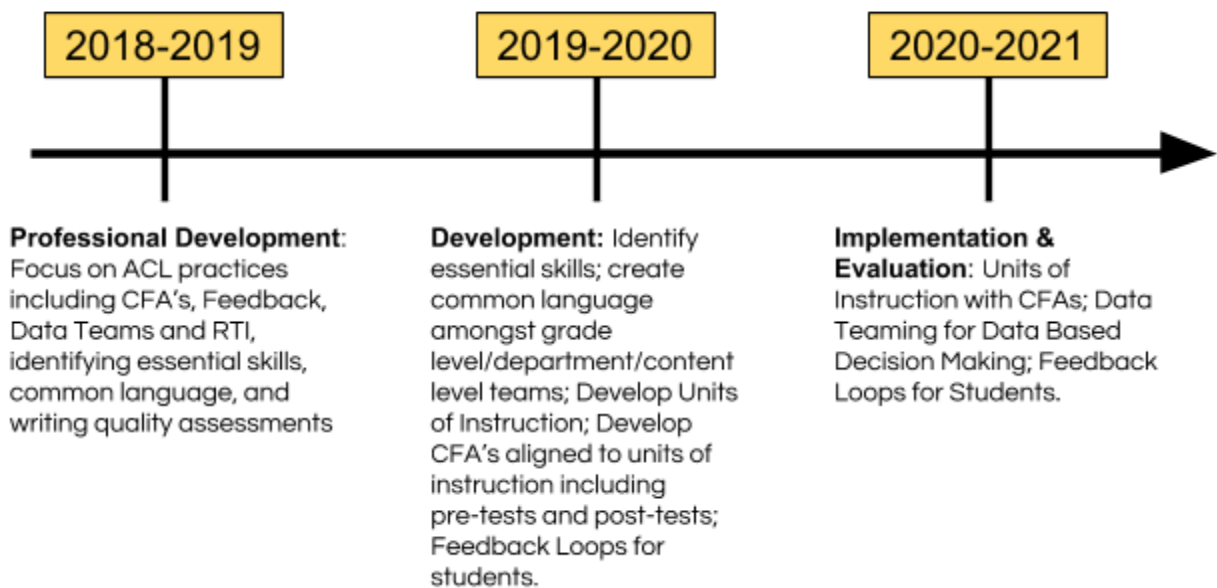 2018-2019
2019-2020
2020-2021
Professional Development:
Focus on ACL practices
including CFA's, Feedback,
Data Teams and RTI,
identifying essential skills,
common language, and
writing quality assessments
Development: Identify
essential skills; create
common language
amongst grade
level/department/content
level teams; Develop Units
of Instruction; Develop
CFA's aligned to units of
instruction including
pre-tests and post-tests;
Feedback Loops for
students.
Implementation &
Evaluation: Units of
Instruction with CFAs; Data
Teaming for Data Based
Decision Making; Feedback
Loops for Students.